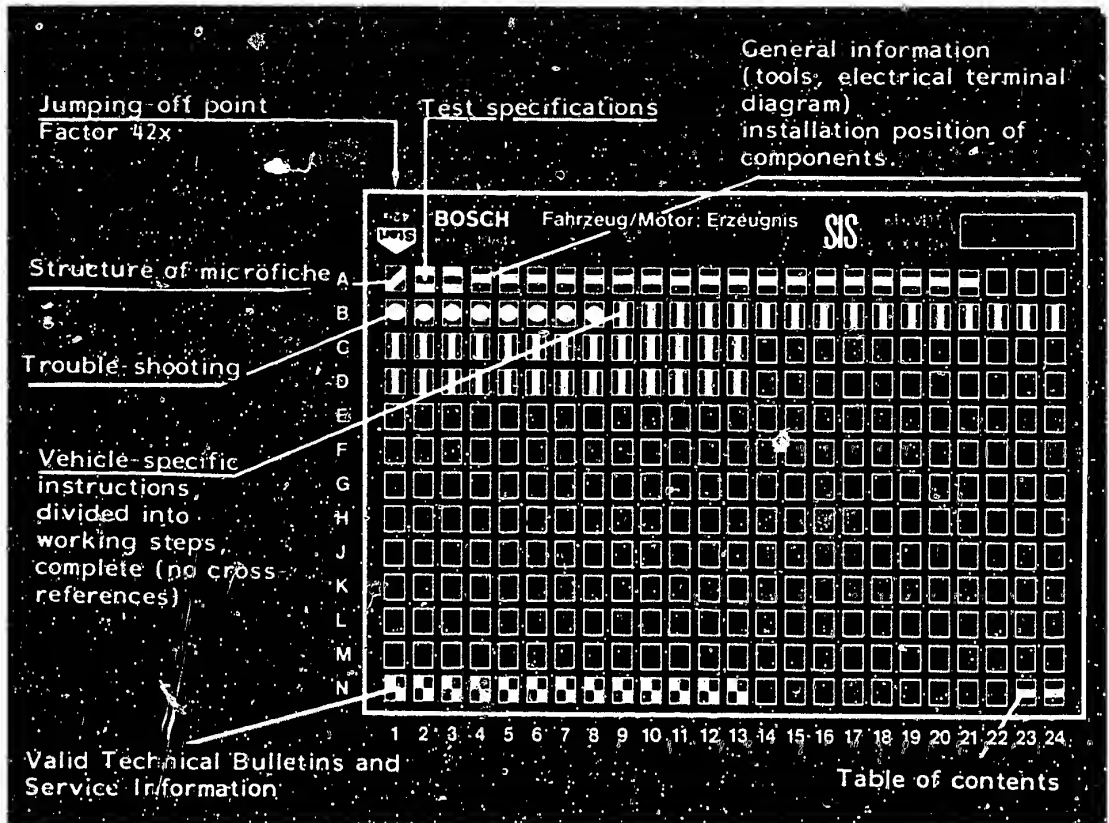 General information
(tools, electrical terminal
diagram)
installation position of
components.
Jumping-off point
Factor 42x
Test specifications
Start
42x
BOSCH
Fahrzeug/Motor: Erzeugnis
SIS
Structure of microfiche
Trouble-shooting
Vehicle-specific
instructions,
divided into
working steps,
complete (no cross-
references)
A
B
C
D
E
F
G
H
J
K
L
M
N
1 2 3 4 5 6 7 8 9 10 11 12 13 14 15 16 17 18 19 20 21 22 23 24
Valid Technical Bulletins and
Service Information
Table of contents